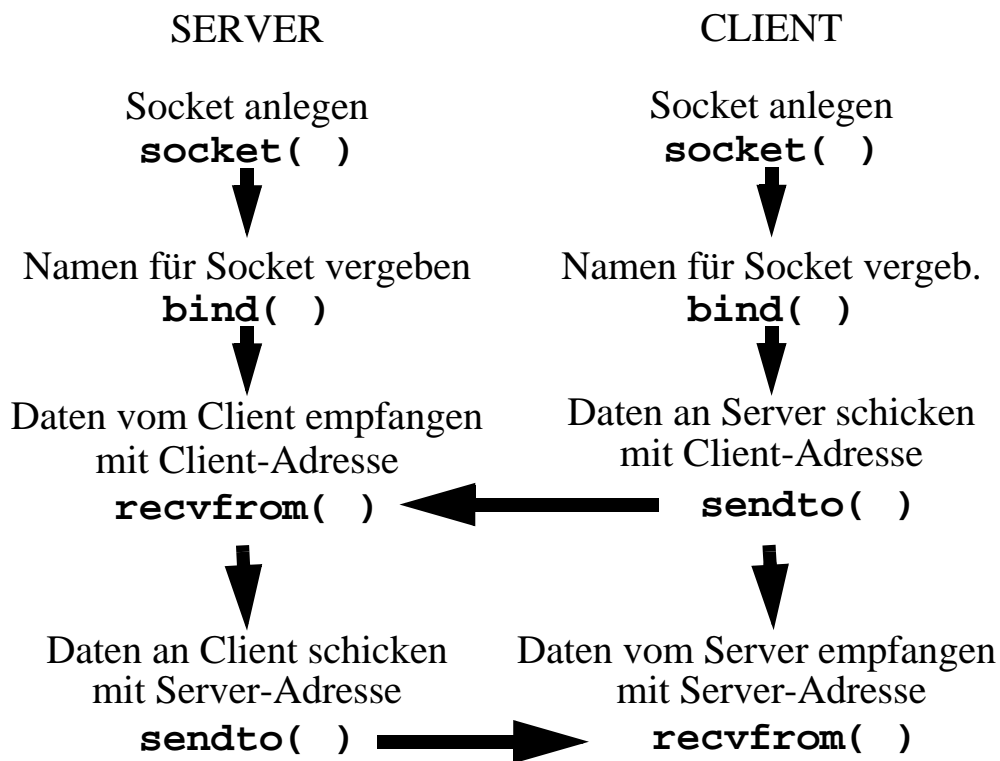 SERVER
Socket anlegen
socket( )
Namen für Socket vergeben
bind( )
Daten vom Client empfangen
mit Client-Adresse
recvfrom( )
Daten an Client schicken
mit Server-Adresse
sendto( )
CLIENT
Socket anlegen
socket( )
Namen für Socket vergeb.
bind( )
Daten an Server schicken
mit Client-Adresse
sendto( )
Daten vom Server empfangen
mit Server-Adresse
recvfrom( )